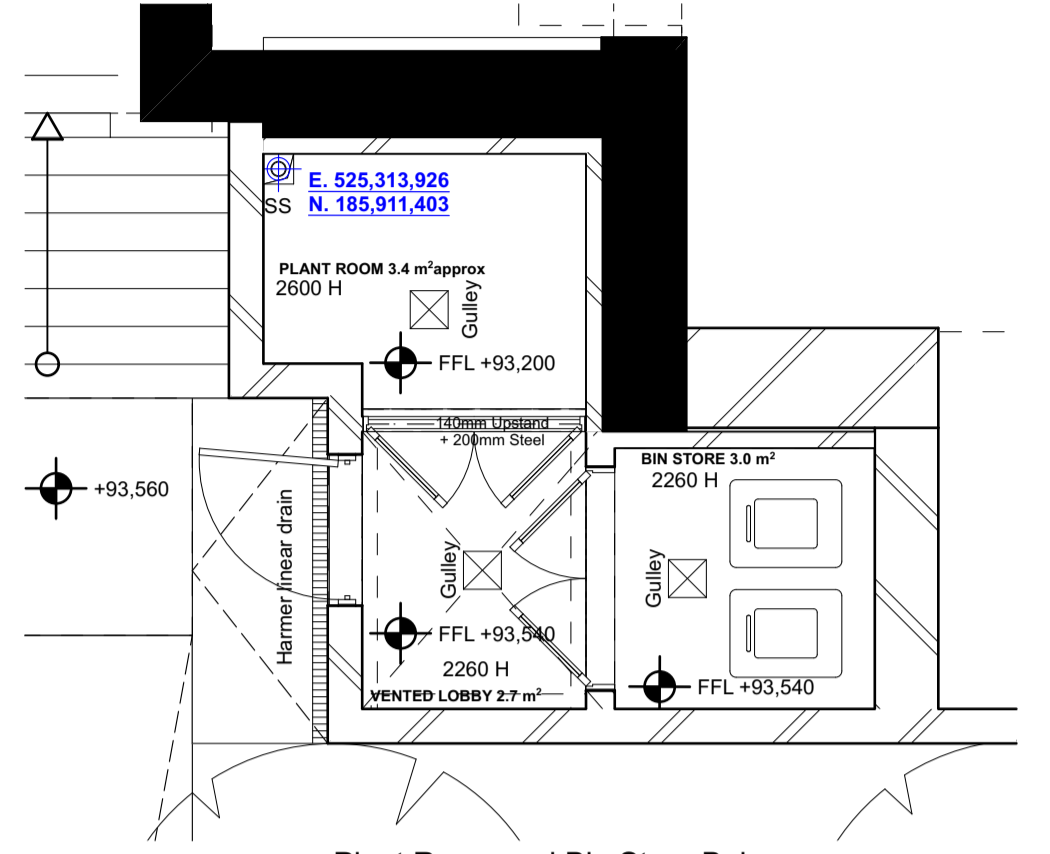 E. 525,313,926
N. 185,911,403
SS
PLANT ROOM 3.4 m²approx
2600 H
Gulley
FFL +93,200
140mm Upstand
+ 200mm Steel
BIN STORE 3.0 m²
2260 H
+93,560
Harmer linear drain
Gulley
Gulley
FFL +93,540
2260 H
VENTED LOBBY 2.7 m²
FFL +93,540